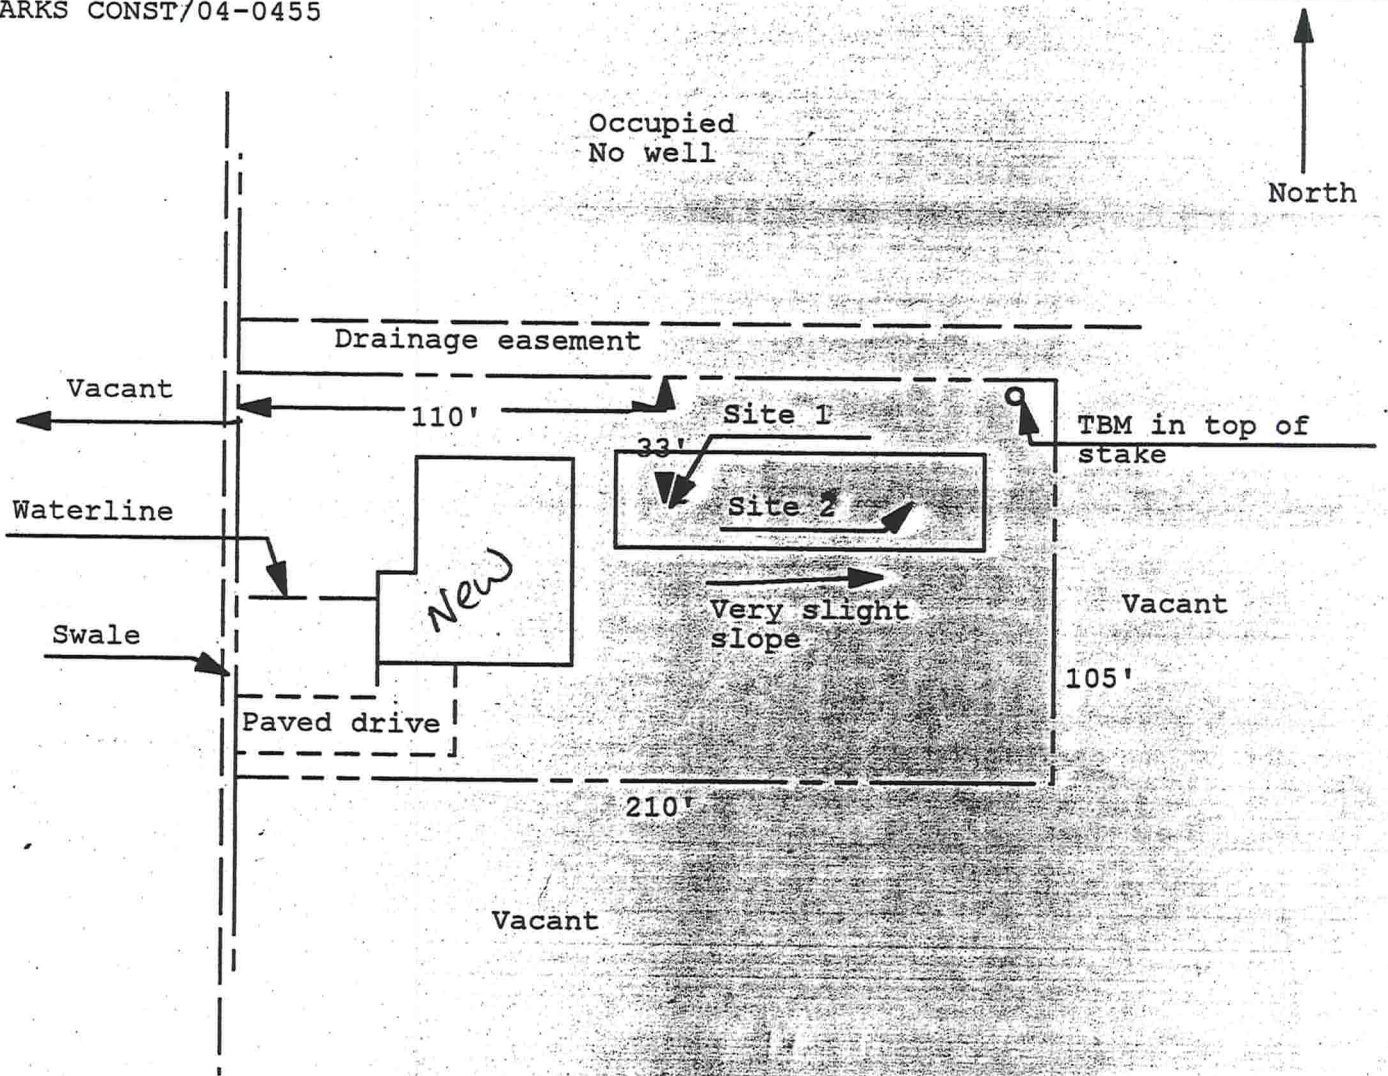 ARKS CONST/04-0455
Occupied
No well
North
Drainage easement
Vacant
110'
Site 1
TBM in top of
stake
33'
Waterline
Site 2
New
Very slight
slope
Vacant
Swale
105'
Paved drive
210'
Vacant